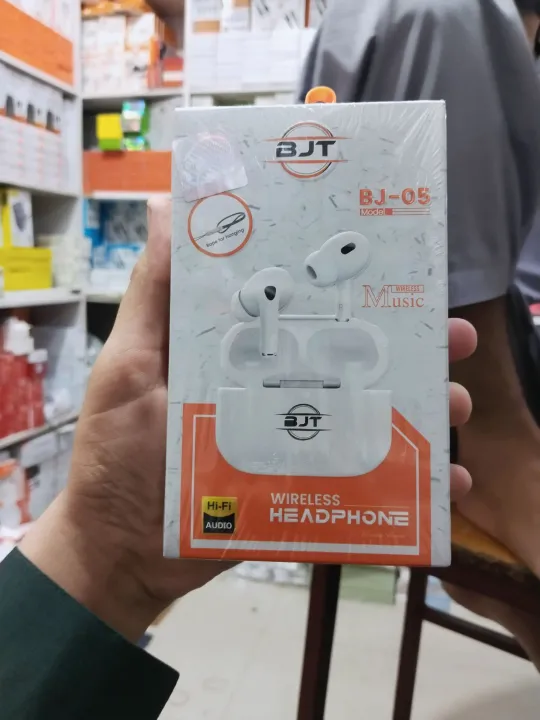 BJT
BJ-05
Model
Rope for hanging
WIRELESS
Music
BJT
Hi-Fi
AUDIO
WIRELESS
HEADPHONE